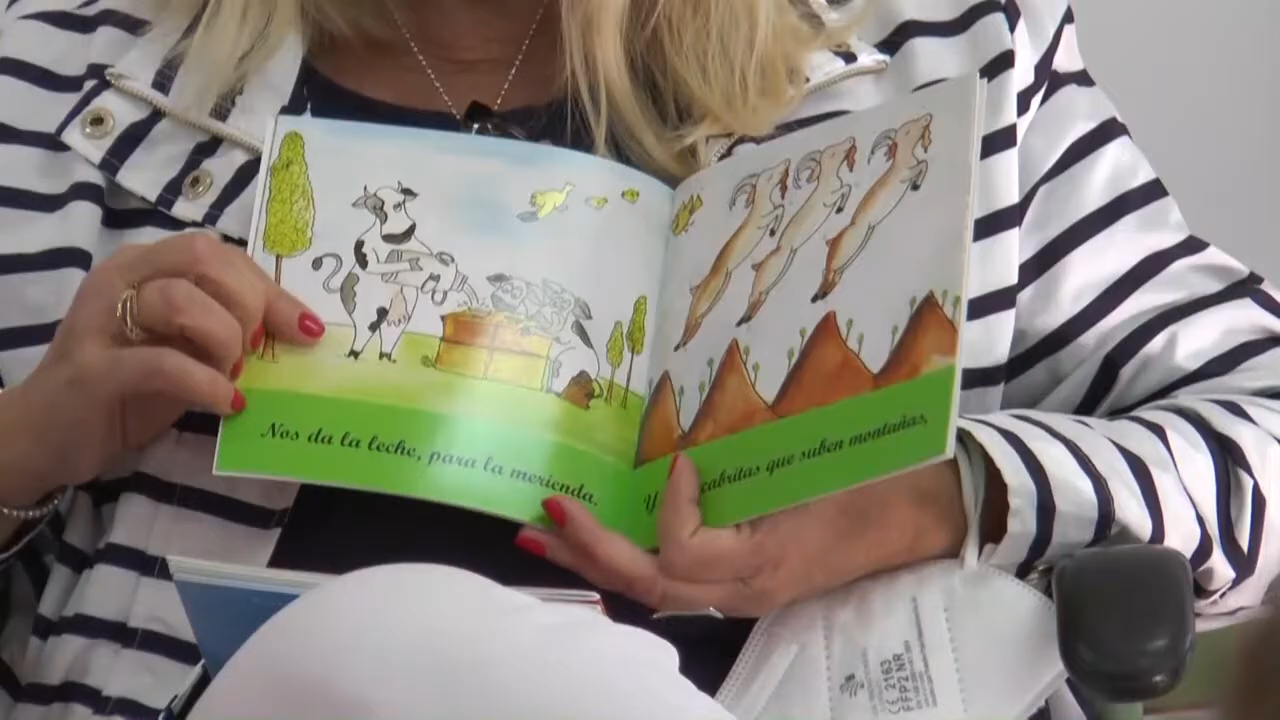 Nos da la leche, para la merienda.
Y cabritas que suben montañas,
CE 2163
FFP2 NR